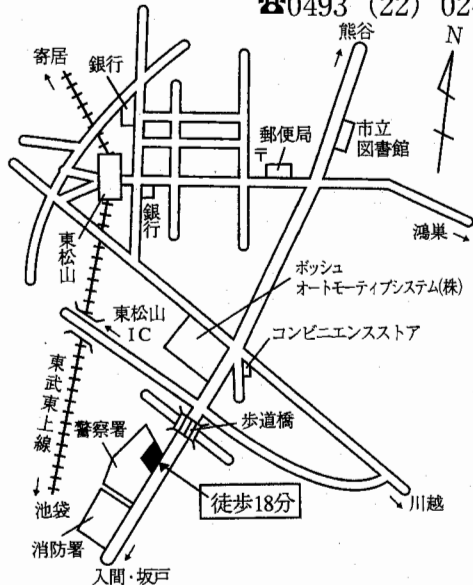 ☎0493 (22) 02
熊谷
N
寄居
銀行
市立
図書館
郵便局
〒
銀行
東松山
鴻巣
ボッシュ
オートモーティブシステム(株)
東松山
IC
コンビニエンスストア
東武東上線
歩道橋
警察署
徒歩18分
池袋
川越
消防署
入間・坂戸